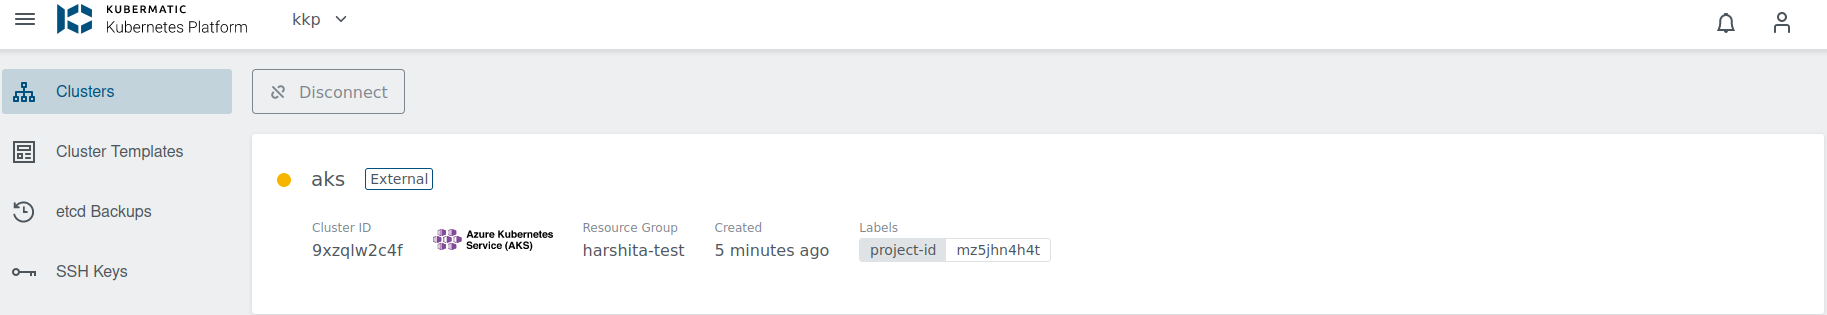 KUBERMATIC
Kubernetes Platform
kkp
Clusters
Disconnect
Cluster Templates
etcd Backups
SSH Keys
aks External
Cluster ID
9xzqlw2c4f
Azure Kubernetes
Service (AKS)
Resource Group
harshita-test
Created
5 minutes ago
Labels
project-id mz5jhn4h4t